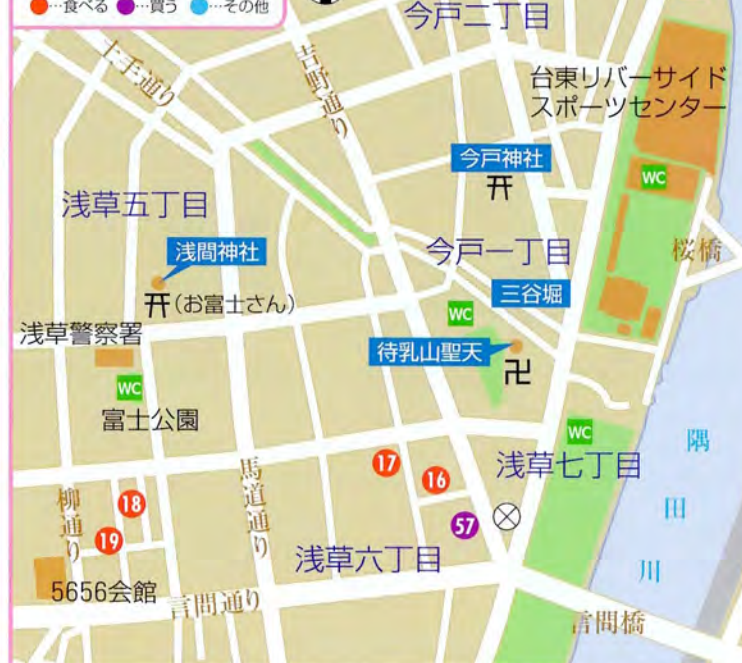 …食べる …買う …その他
今戸二丁目
土手通り
吉野通り
台東リバーサイド
スポーツセンター
今戸神社
WC
浅草五丁目
今戸一丁目
桜橋
浅間神社
(お富士さん)
三谷堀
WC
浅草警察署
待乳山聖天
卍
WC
富士公園
WC
隅田川
17
16
浅草七丁目
柳通り
馬道通り
18
57
19
浅草六丁目
5656会館
言問通り
言問橋